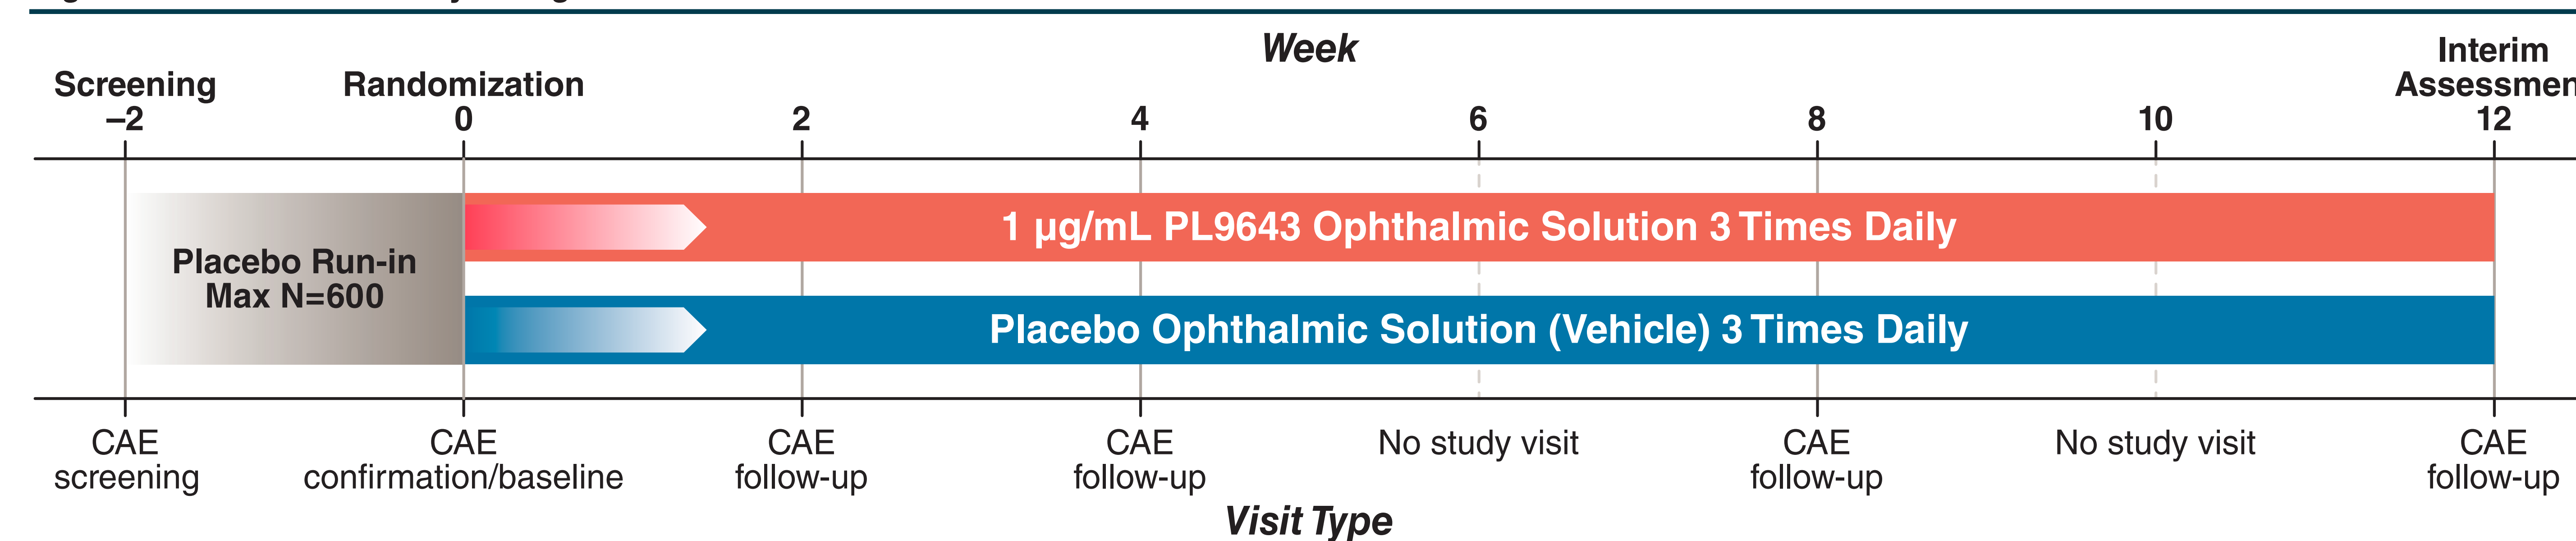 Week
Screening
Randomization
Interim
Assessmen
–2 0 2 4 6 8 10 12
1 µg/mL PL9643 Ophthalmic Solution 3 Times Daily
Placebo Run-in
Max N=600
Placebo Ophthalmic Solution (Vehicle) 3 Times Daily
CAE
screening
CAE
confirmation/baseline
CAE
follow-up
CAE
follow-up
No study visit
CAE
follow-up
No study visit
CAE
follow-up
Visit Type